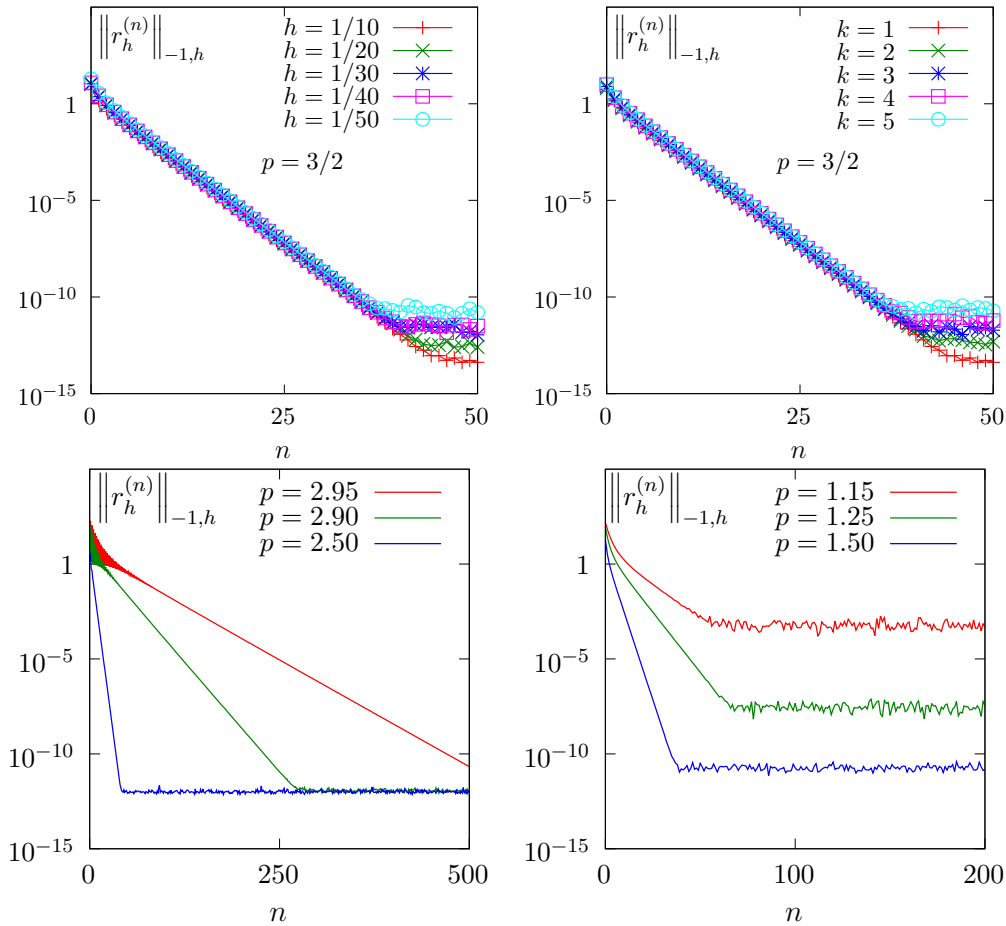 ‖r_h^{(n)}‖_{-1,h}
h = 1/10
h = 1/20
h = 1/30
h = 1/40
h = 1/50
p = 3/2
1
10^{-5}
10^{-10}
10^{-15}
0 25 50
n
‖r_h^{(n)}‖_{-1,h}
k = 1
k = 2
k = 3
k = 4
k = 5
p = 3/2
1
10^{-5}
10^{-10}
10^{-15}
0 25 50
n
‖r_h^{(n)}‖_{-1,h}
p = 2.95
p = 2.90
p = 2.50
1
10^{-5}
10^{-10}
10^{-15}
0 250 500
n
‖r_h^{(n)}‖_{-1,h}
p = 1.15
p = 1.25
p = 1.50
1
10^{-5}
10^{-10}
10^{-15}
0 100 200
n